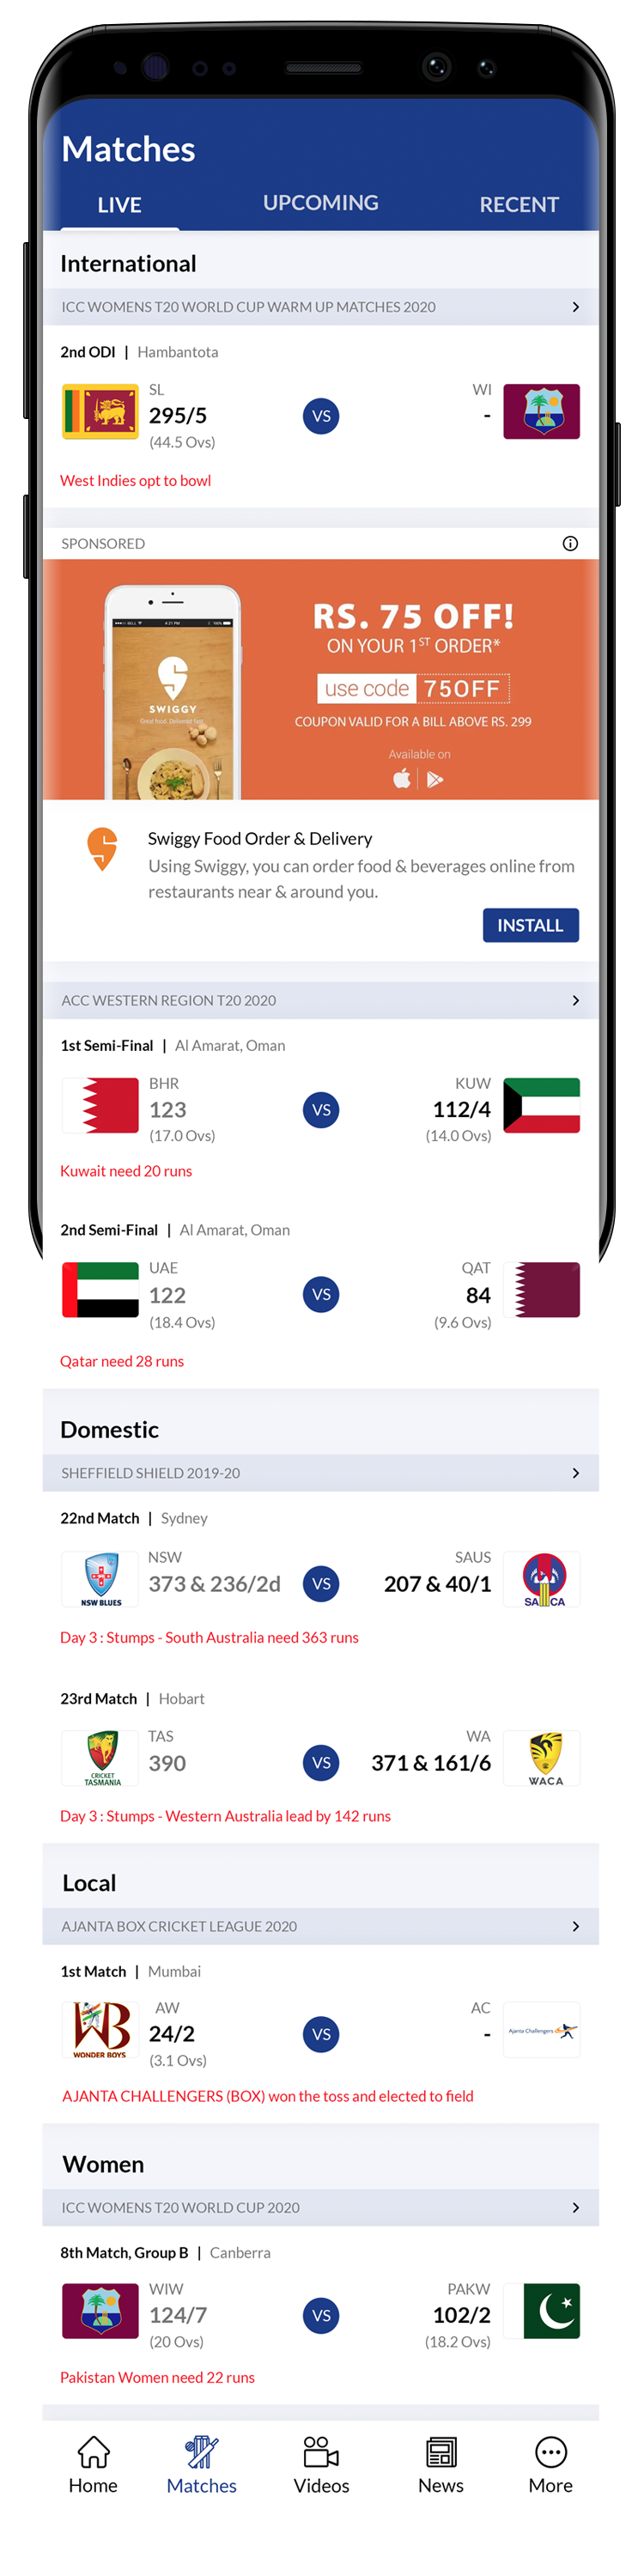 Matches
LIVE UPCOMING RECENT
International
ICC WOMENS T20 WORLD CUP WARM UP MATCHES 2020
2nd ODI | Hambantota
SL WI
295/5 VS -
(44.5 Ovs)
West Indies opt to bowl
SPONSORED
4:21 PM
SWIGGY
Great food. Delivered fast.
RS. 75 OFF!
ON YOUR 1ST ORDER*
use code 75OFF
COUPON VALID FOR A BILL ABOVE RS. 299
Available on
Swiggy Food Order & Delivery
Using Swiggy, you can order food & beverages online from
restaurants near & around you.
INSTALL
ACC WESTERN REGION T20 2020
1st Semi-Final | Al Amarat, Oman
BHR KUW
123 VS 112/4
(17.0 Ovs) (14.0 Ovs)
Kuwait need 20 runs
2nd Semi-Final | Al Amarat, Oman
UAE QAT
122 VS 84
(18.4 Ovs) (9.6 Ovs)
Qatar need 28 runs
Domestic
SHEFFIELD SHIELD 2019-20
22nd Match | Sydney
NSW SAUS
373 & 236/2d VS 207 & 40/1
NSW BLUES SACA
Day 3 : Stumps - South Australia need 363 runs
23rd Match | Hobart
TAS WA
390 VS 371 & 161/6
CRICKET
TASMANIA WACA
Day 3 : Stumps - Western Australia lead by 142 runs
Local
AJANTA BOX CRICKET LEAGUE 2020
1st Match | Mumbai
AW AC
24/2 VS -
WB Ajanta Challengers
WONDER BOYS
(3.1 Ovs)
AJANTA CHALLENGERS (BOX) won the toss and elected to field
Women
ICC WOMENS T20 WORLD CUP 2020
8th Match, Group B | Canberra
WIW PAKW
124/7 VS 102/2
(20 Ovs) (18.2 Ovs)
Pakistan Women need 22 runs
Home Matches Videos News More